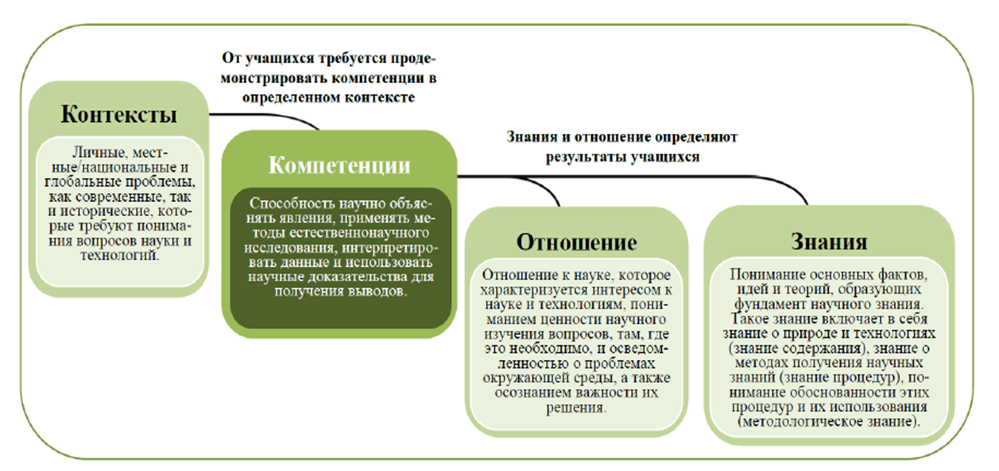 От учащихся требуется проде-
монстрировать компетенции в
определенном контексте
Контексты
Личные, мест-
ные/национальные и
глобальные проблемы,
как современные, так
и исторические, кото-
рые требуют понима-
ния вопросов науки и
технологий.
Знания и отношение определяют
результаты учащихся
Компетенции
Способность научно объяс-
нять явления, применять ме-
тоды естественнонаучного
исследования, интерпретиро-
вать данные и использовать
научные доказательства для
получения выводов.
Отношение
Отношение к науке, которое
характеризуется интересом к
науке и технологиям, пони-
манием ценности научного
изучения вопросов, там, где
это необходимо, и осведом-
ленностью о проблемах
окружающей среды, а также
осознанием важности их
решения.
Знания
Понимание основных фактов,
идей и теорий, образующих
фундамент научного знания.
Такое знание включает в себя
знание о природе и технологиях
(знание содержания), знание о
методах получения научных
знаний (знание процедур), по-
нимание обоснованности этих
процедур и их использования
(методологическое знание).